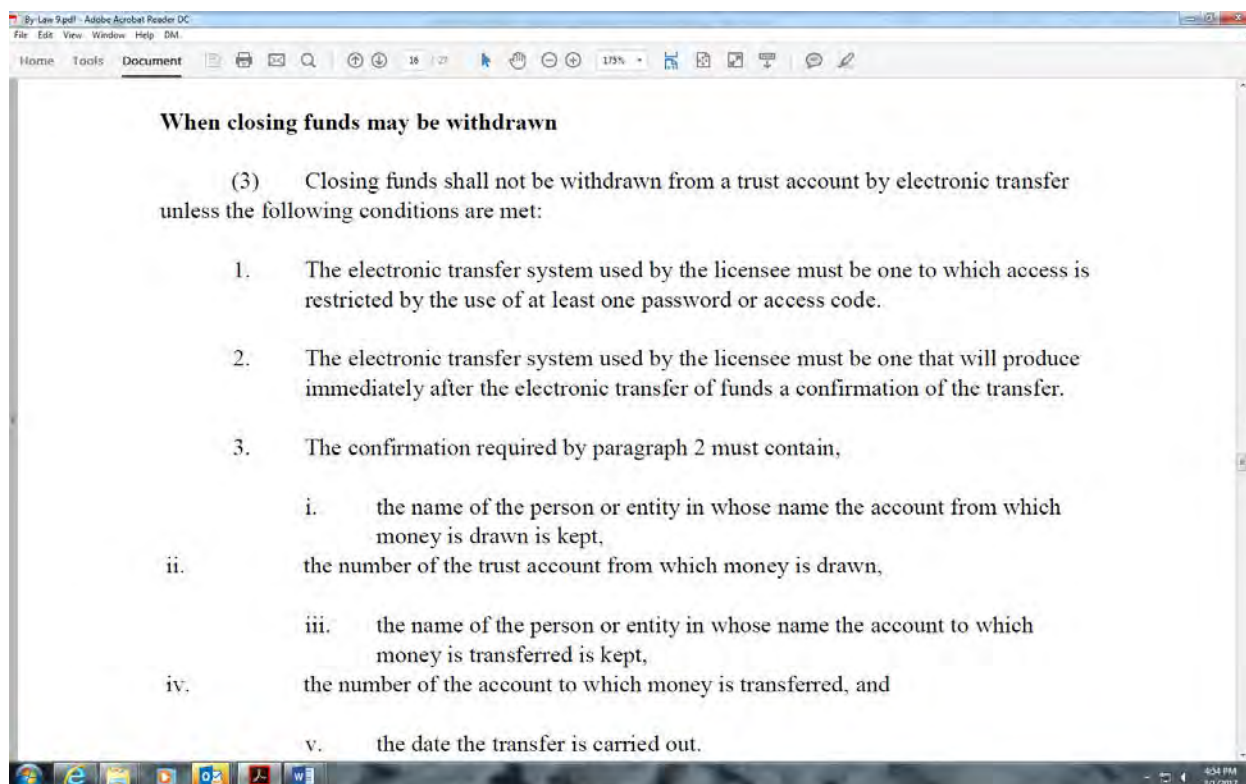 By-Law 9.pdf - Adobe Acrobat Reader DC
File Edit View Window Help DM
Home Tools Document 16 / 27 175%
When closing funds may be withdrawn
(3) Closing funds shall not be withdrawn from a trust account by electronic transfer
unless the following conditions are met:
1. The electronic transfer system used by the licensee must be one to which access is
restricted by the use of at least one password or access code.
2. The electronic transfer system used by the licensee must be one that will produce
immediately after the electronic transfer of funds a confirmation of the transfer.
3. The confirmation required by paragraph 2 must contain,
i. the name of the person or entity in whose name the account from which
money is drawn is kept,
ii. the number of the trust account from which money is drawn,
iii. the name of the person or entity in whose name the account to which
money is transferred is kept,
iv. the number of the account to which money is transferred, and
v. the date the transfer is carried out.
4:04 PM